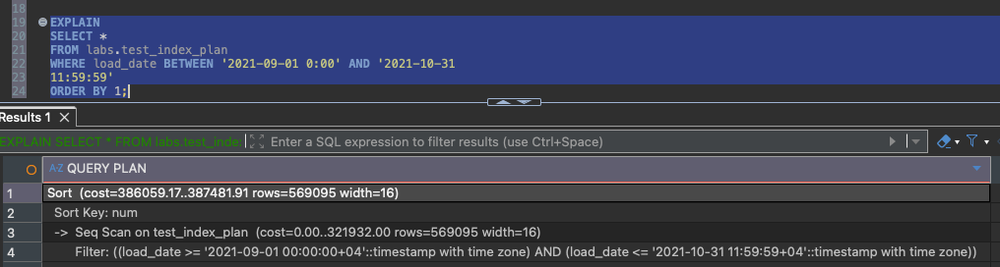 18
19 EXPLAIN
20 SELECT *
21 FROM labs.test_index_plan
22 WHERE load_date BETWEEN '2021-09-01 0:00' AND '2021-10-31
23 11:59:59'
24 ORDER BY 1;
Results 1
EXPLAIN SELECT * FROM labs.test_inde Enter a SQL expression to filter results (use Ctrl+Space)
A-Z QUERY PLAN
1 Sort (cost=386059.17..387481.91 rows=569095 width=16)
2 Sort Key: num
3 -> Seq Scan on test_index_plan (cost=0.00..321932.00 rows=569095 width=16)
4 Filter: ((load_date >= '2021-09-01 00:00:00+04'::timestamp with time zone) AND (load_date <= '2021-10-31 11:59:59+04'::timestamp with time zone))